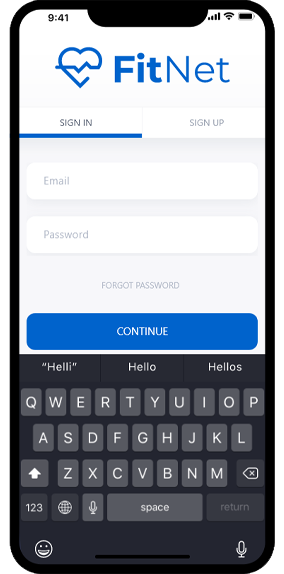 9:41
FitNet
SIGN IN SIGN UP
Email
Password
FORGOT PASSWORD
CONTINUE
“Helli” Hello Hellos
Q W E R T Y U I O P
A S D F G H J K L
Z X C V B N M
123 space return